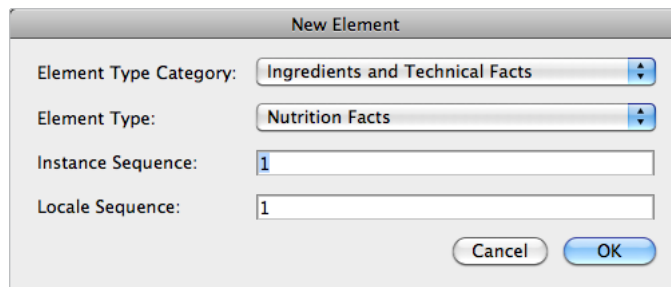 New Element
Element Type Category: Ingredients and Technical Facts
Element Type: Nutrition Facts
Instance Sequence: 1
Locale Sequence: 1
Cancel OK